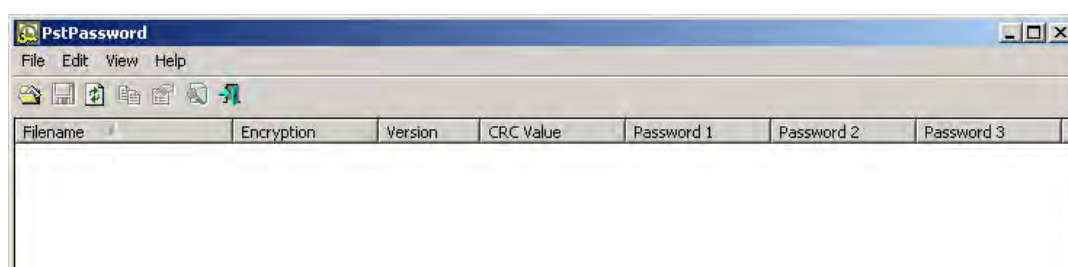 PstPassword
File Edit View Help
Filename Encryption Version CRC Value Password 1 Password 2 Password 3